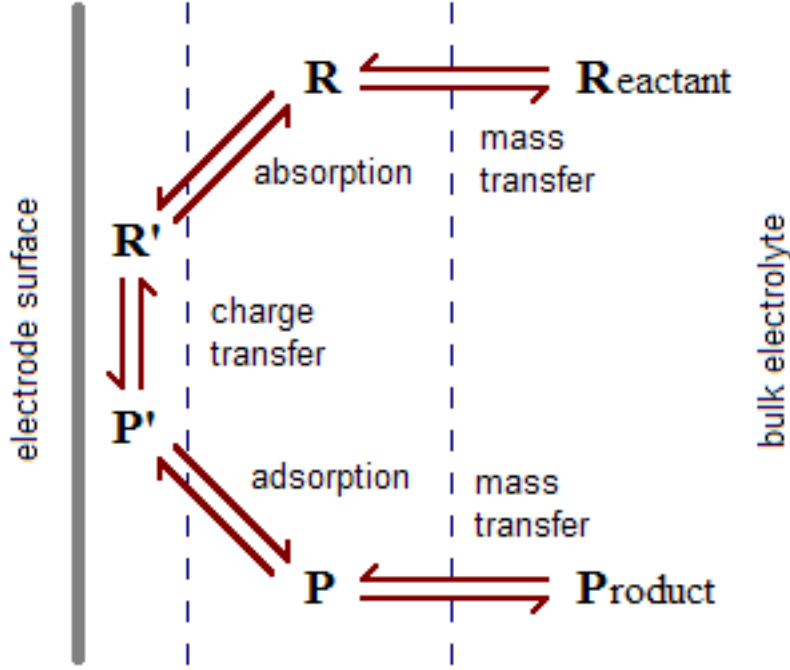 R
Reactant
absorption
mass
transfer
R'
electrode surface
charge
transfer
bulk electrolyte
P'
adsorption
mass
transfer
P
Product